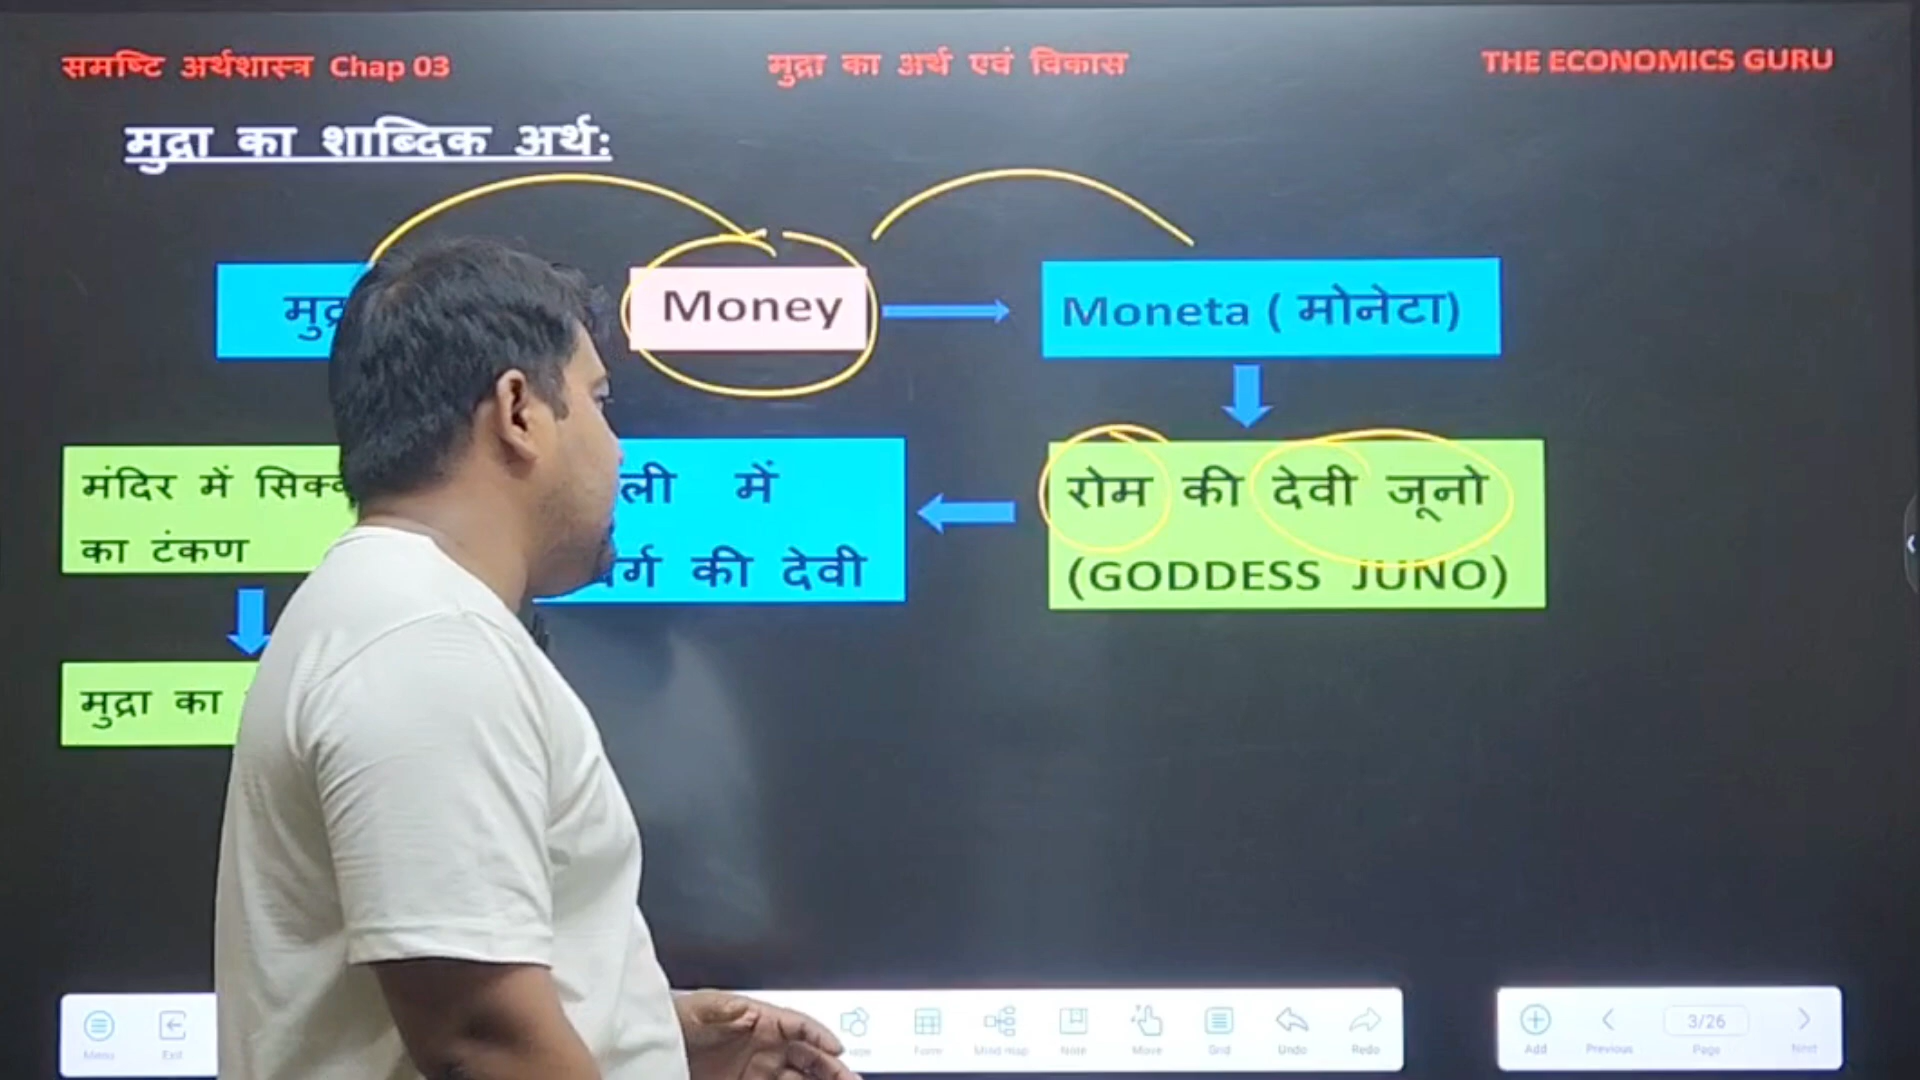 समष्टि अर्थशास्त्र Chap 03
मुद्रा का अर्थ एवं विकास
THE ECONOMICS GURU
मुद्रा का शाब्दिक अर्थ:
Money
Moneta ( मोनेटा)
मंदिर में
का टंकण
में
की देवी
रोम की देवी जूनो
(GODDESS JUNO)
मुद्रा का
Menu
Exit
Form
Mind map
Note
Move
Grid
Undo
Redo
Add
Previous
3/26
Page
Next